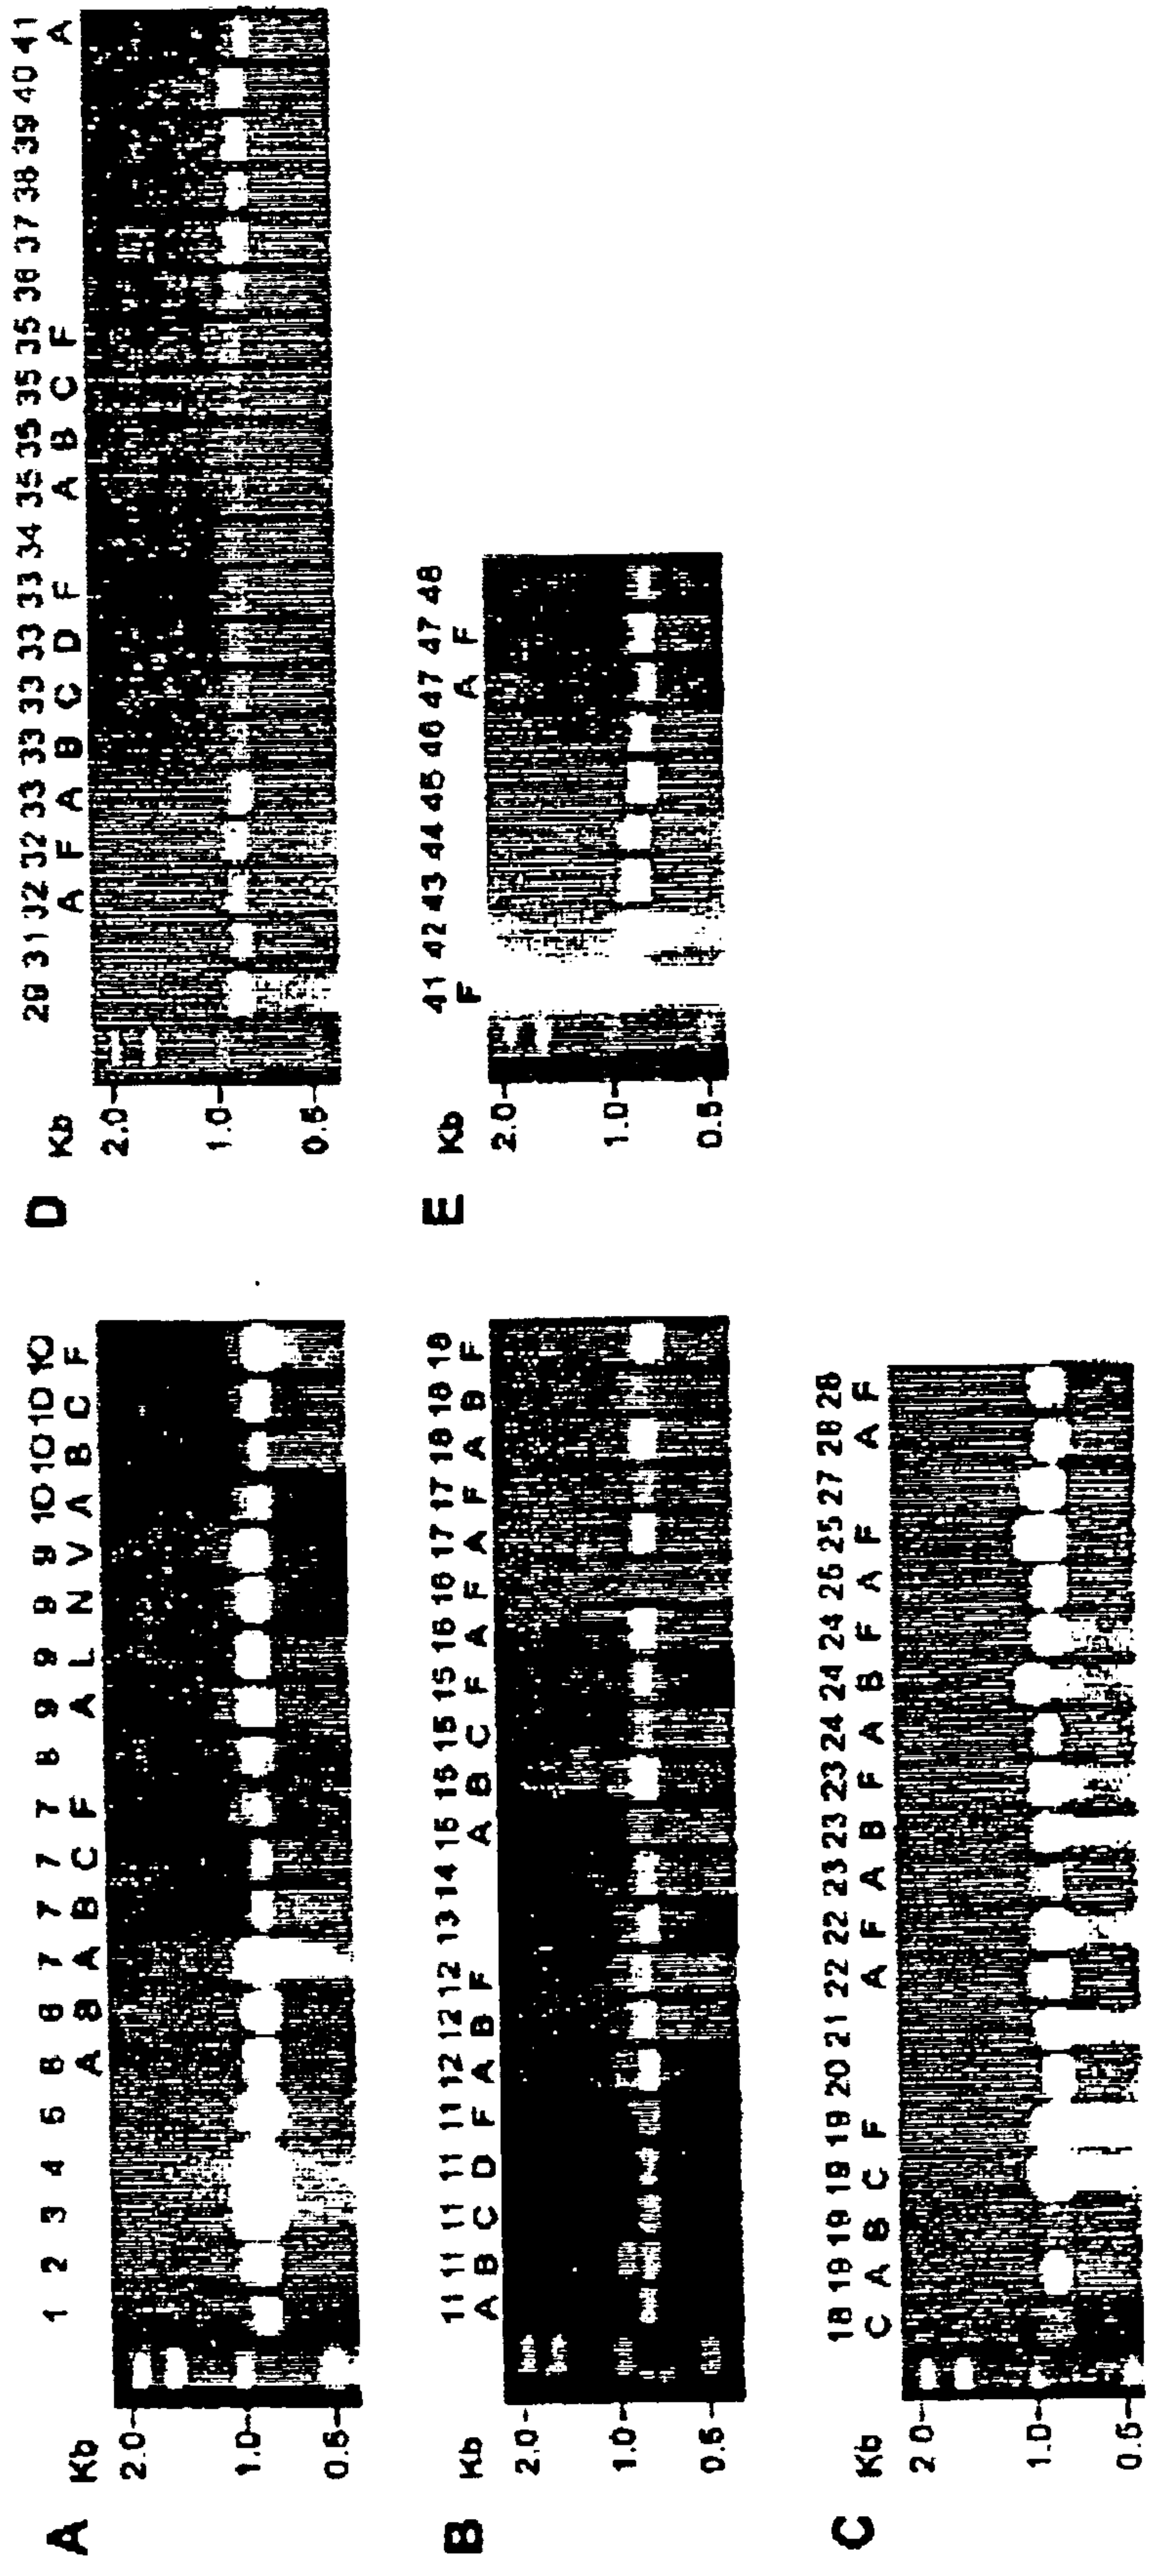 A
1 2 3 4 5 6 6 7 7 7 7 8 9 9 9 9 10 10 10 10
A B A B C F A L N V A B C F
Kb
2.0
1.0
0.5
B
11 11 11 11 11 12 12 12 13 14 15 15 15 15 16 16 17 17 18 18 18
A B C D F A B F A B C F A F A F A B F
Kb
2.0
1.0
0.5
C
18 19 19 19 19 20 21 22 22 23 23 23 24 24 24 25 25 27 28 28
C A B C F A F A B F A B F A F A F
Kb
2.0
1.0
0.5
D
29 31 32 32 33 33 33 33 33 34 35 35 35 35 36 37 38 39 40 41
A F A B C D F A B C F A
Kb
2.0
1.0
0.5
E
41 42 43 44 45 46 47 47 48
F A F
Kb
2.0
1.0
0.5